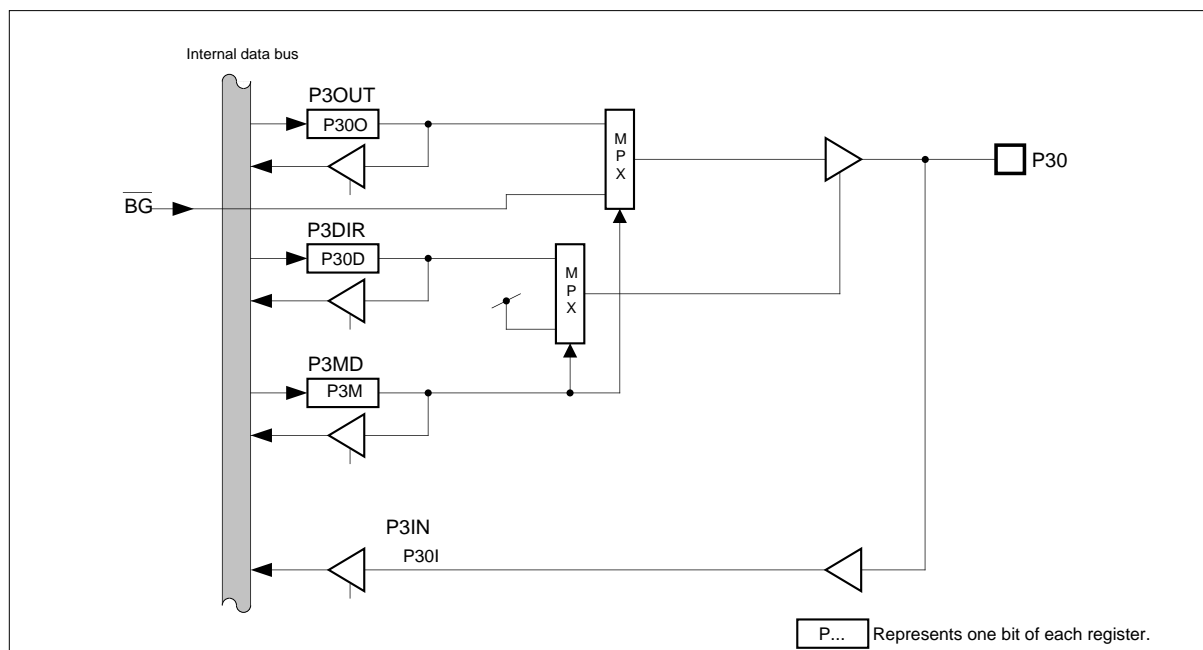 Internal data bus
P3OUT
P30O
M
P
X
P30
BG
P3DIR
P30D
M
P
X
P3MD
P3M
P3IN
P30I
P... Represents one bit of each register.